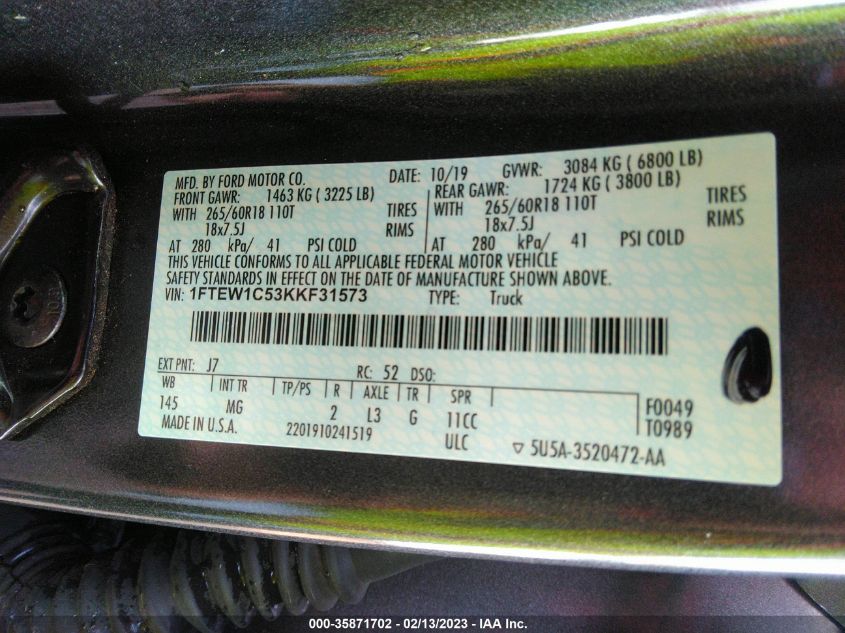 MFD. BY FORD MOTOR CO.
DATE: 10/19 GVWR: 3084 KG ( 6800 LB)
FRONT GAWR: 1463 KG ( 3225 LB)
WITH 265/60R18 110T TIRES
18x7.5J RIMS
AT 280 kPa/ 41 PSI COLD
REAR GAWR: 1724 KG ( 3800 LB)
WITH 265/60R18 110T TIRES
18x7.5J RIMS
AT 280 kPa/ 41 PSI COLD
THIS VEHICLE CONFORMS TO ALL APPLICABLE FEDERAL MOTOR VEHICLE
SAFETY STANDARDS IN EFFECT ON THE DATE OF MANUFACTURE SHOWN ABOVE.
VIN: 1FTEW1C53KKF31573 TYPE: Truck
EXT PNT: J7 RC: 52 DSO:
WB INT TR TP/PS R AXLE TR SPR
145 MG 2 L3 G 11CC F0049
MADE IN U.S.A. 2201910241519 ULC T0989
▽ 5U5A-3520472-AA
000-35871702 - 02/13/2023 - IAA Inc.